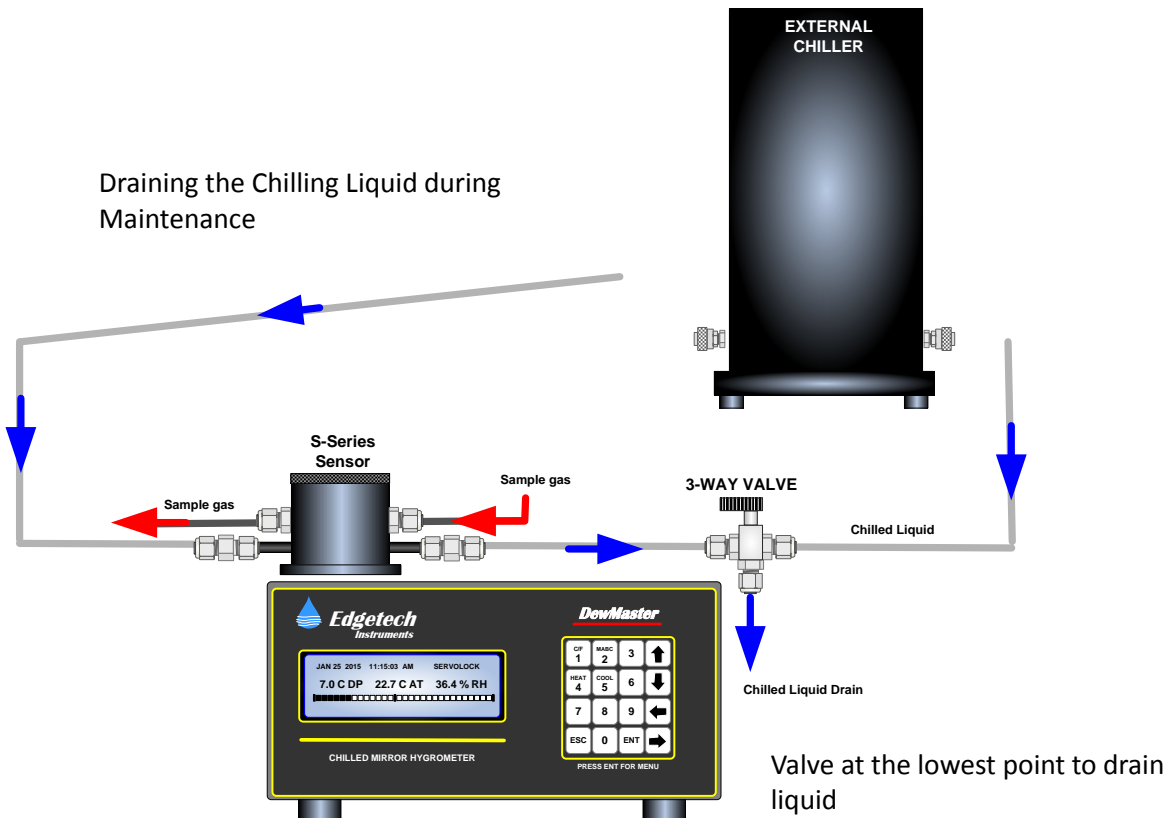 EXTERNAL
CHILLER
Draining the Chilling Liquid during
Maintenance
S-Series
Sensor
Sample gas
Sample gas
3-WAY VALVE
Chilled Liquid
Edgetech
Instruments
DewMaster
JAN 25 2015 11:15:03 AM SERVOLOCK
7.0 C DP 22.7 C AT 36.4 % RH
CHILLED MIRROR HYGROMETER
C/F 1 MABC 2 3
HEAT 4 COOL 5 6
7 8 9
ESC 0 ENT
PRESS ENT FOR MENU
Chilled Liquid Drain
Valve at the lowest point to drain
liquid